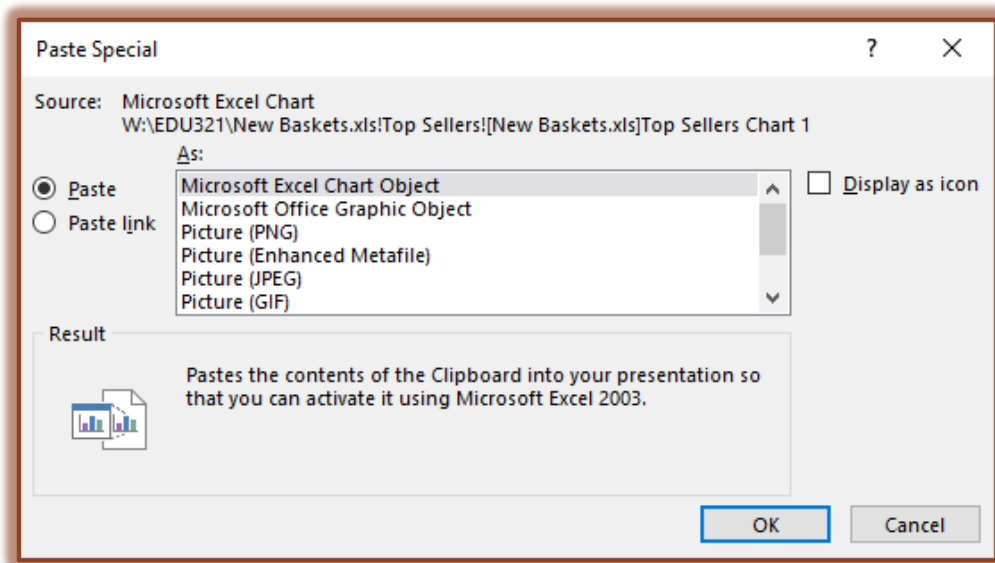 Paste Special
Source: Microsoft Excel Chart
W:\EDU321\New Baskets.xls!Top Sellers![New Baskets.xls]Top Sellers Chart 1
As:
Paste
Paste link
Microsoft Excel Chart Object
Microsoft Office Graphic Object
Picture (PNG)
Picture (Enhanced Metafile)
Picture (JPEG)
Picture (GIF)
Display as icon
Result
Pastes the contents of the Clipboard into your presentation so
that you can activate it using Microsoft Excel 2003.
OK
Cancel